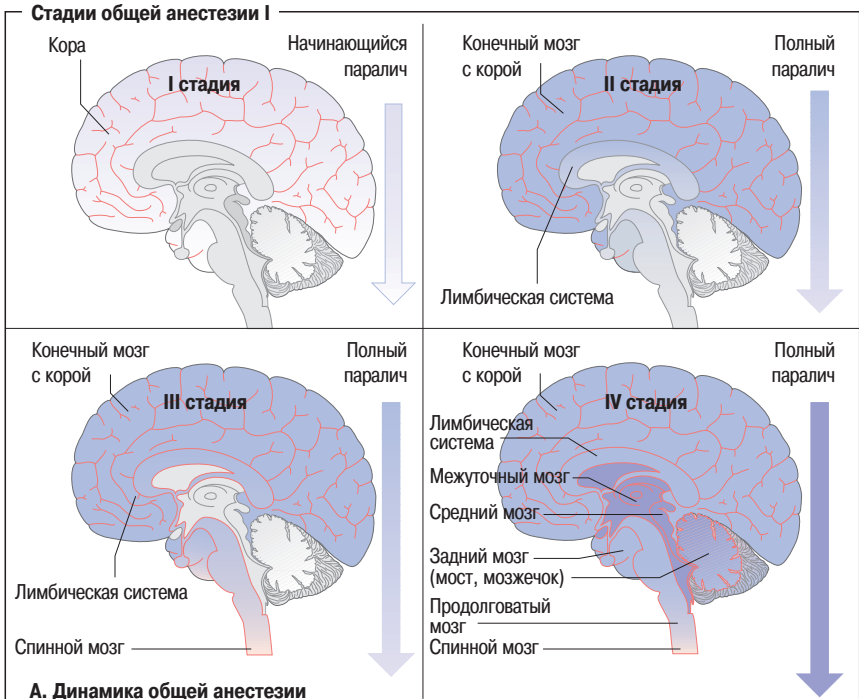 Стадии общей анестезии I
Кора
Начинающийся
паралич
I стадия
Конечный мозг
с корой
Полный
паралич
II стадия
Лимбическая система
Конечный мозг
с корой
Полный
паралич
III стадия
Лимбическая система
Спинной мозг
Конечный мозг
с корой
Полный
паралич
IV стадия
Лимбическая
система
Межуточный мозг
Средний мозг
Задний мозг
(мост, мозжечок)
Продолговатый
мозг
Спинной мозг
А. Динамика общей анестезии